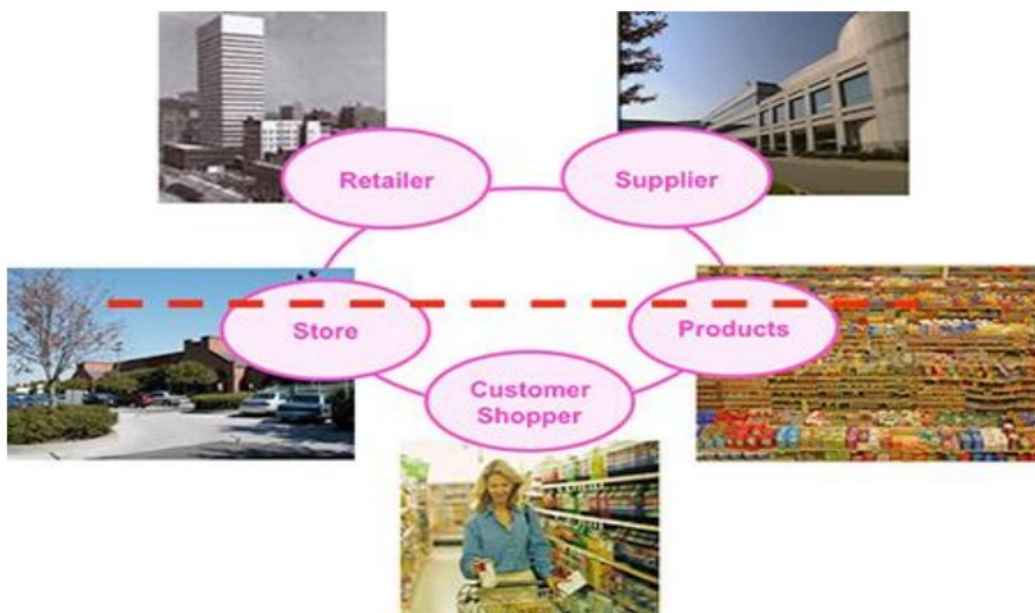 Retailer
Supplier
Store
Products
Customer
Shopper